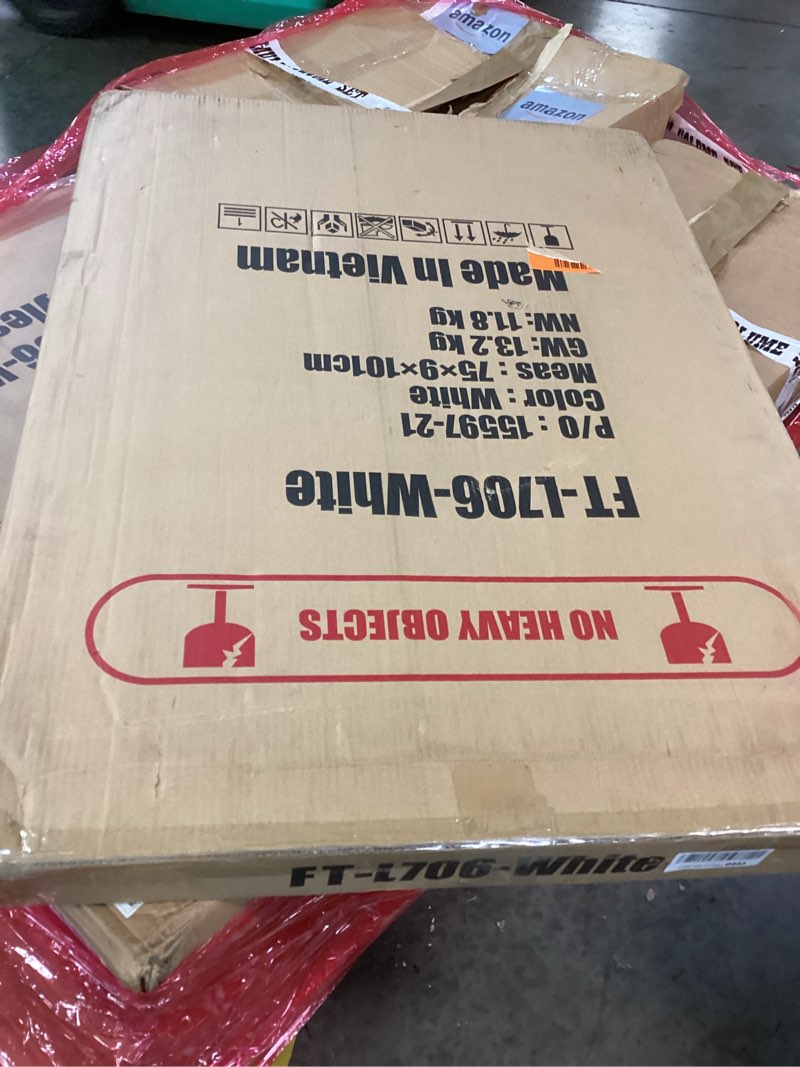 amazon
amazon
NO HEAVY OBJECTS
FT-L706-White
P/O : 15597-21
Color : White
Meas : 75×9×101cm
GW: 13.2 kg
NW: 11.8 kg
Made In Vietnam
FT-L706-White